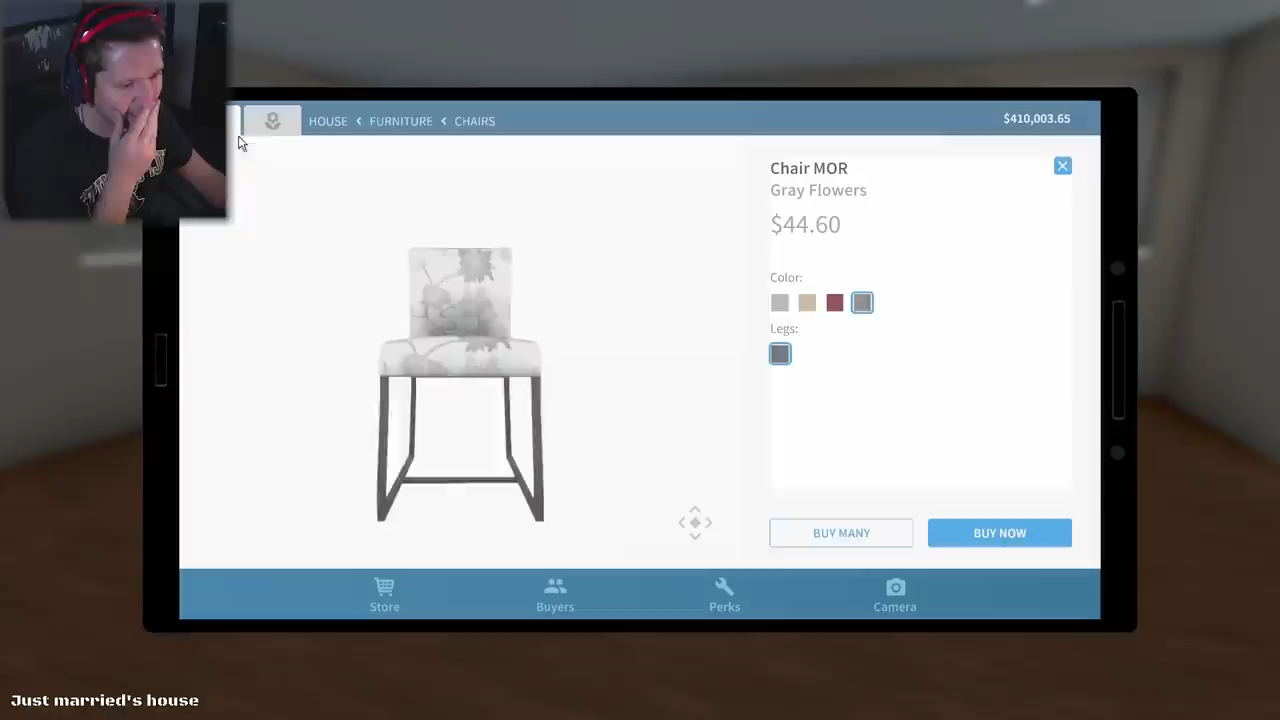 HOUSE < FURNITURE < CHAIRS
$410,003.65
Chair MOR
Gray Flowers
$44.60
Color:
Legs:
BUY MANY
BUY NOW
Store
Buyers
Perks
Camera
Just married's house